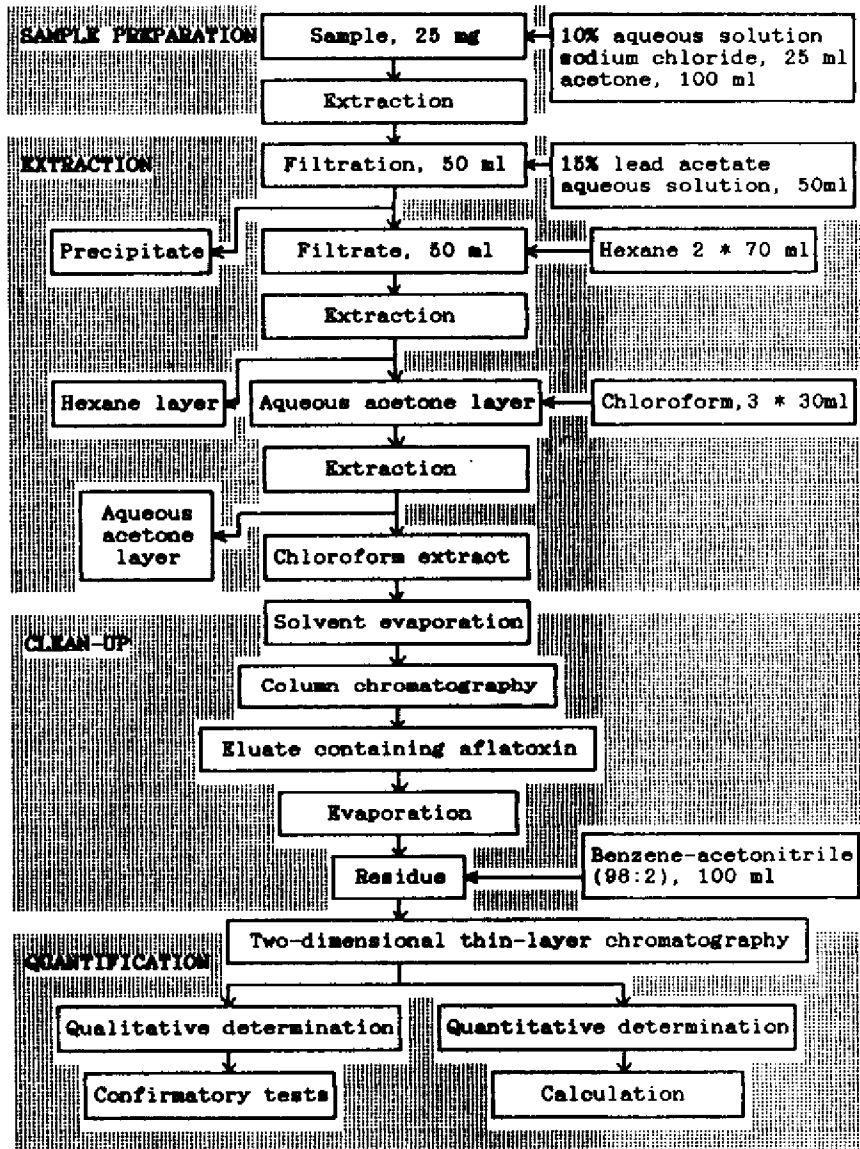 SAMPLE PREPARATION
Sample, 25 mg
10% aqueous solution
sodium chloride, 25 ml
acetone, 100 ml
Extraction
EXTRACTION
Filtration, 50 ml
15% lead acetate
aqueous solution, 50ml
Precipitate
Filtrate, 50 ml
Hexane 2 * 70 ml
Extraction
Hexane layer
Aqueous acetone layer
Chloroform,3 * 30ml
Extraction
Aqueous
acetone
layer
Chloroform extract
Solvent evaporation
CLEAN-UP
Column chromatography
Eluate containing aflatoxin
Evaporation
Residue
Benzene-acetonitrile
(98:2), 100 ml
Two-dimensional thin-layer chromatography
QUANTIFICATION
Qualitative determination
Quantitative determination
Confirmatory tests
Calculation